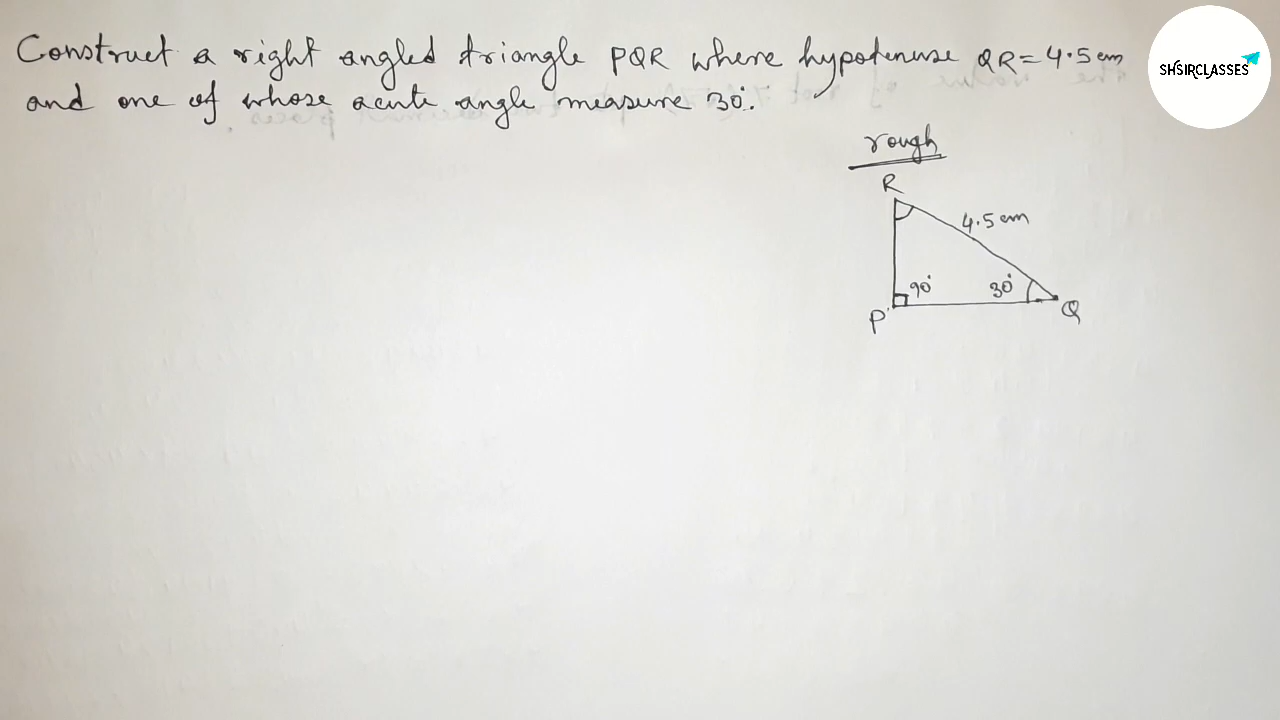 Construct a right angled triangle PQR where hypotenuse QR = 4.5 cm
and one of whose acute angle measure 30°.
SHSIRCLASSES
rough
R
4.5 cm
90°
30°
P
Q